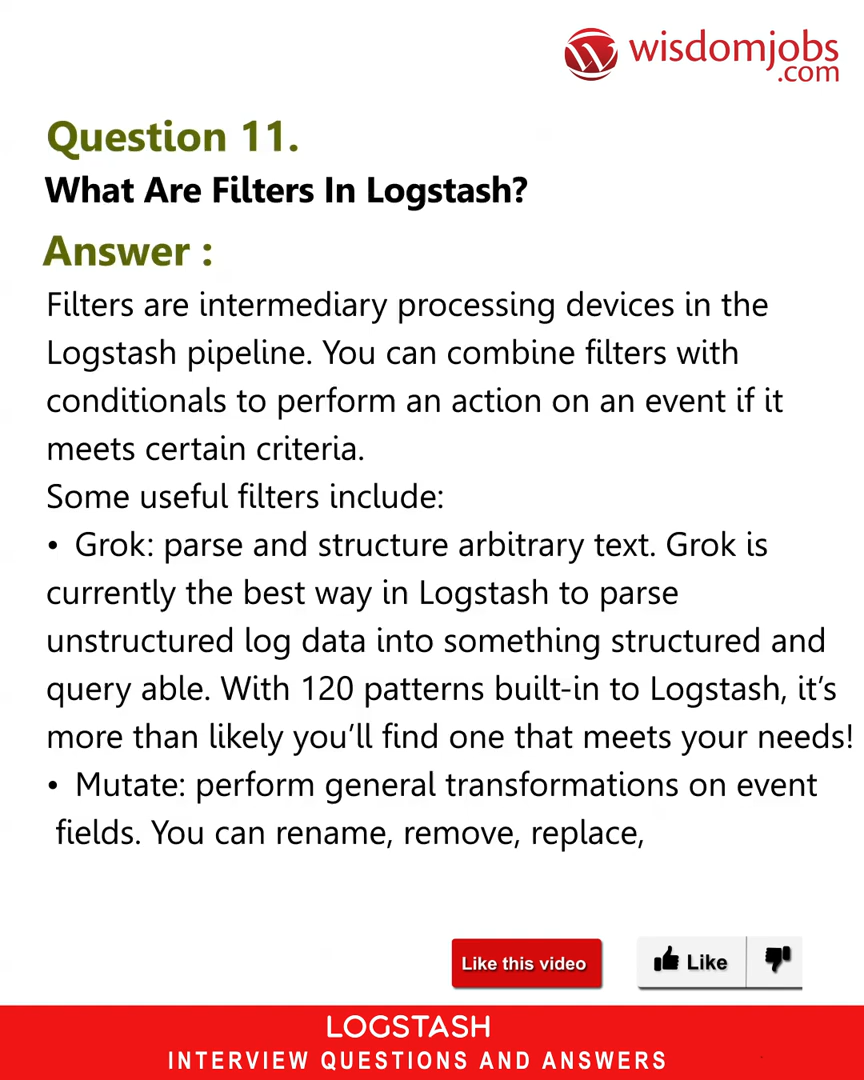 wisdomjobs
.com
Question 11.
What Are Filters In Logstash?
Answer :
Filters are intermediary processing devices in the
Logstash pipeline. You can combine filters with
conditionals to perform an action on an event if it
meets certain criteria.
Some useful filters include:
• Grok: parse and structure arbitrary text. Grok is
currently the best way in Logstash to parse
unstructured log data into something structured and
query able. With 120 patterns built-in to Logstash, it’s
more than likely you’ll find one that meets your needs!
• Mutate: perform general transformations on event
fields. You can rename, remove, replace,
Like this video
Like
LOGSTASH
INTERVIEW QUESTIONS AND ANSWERS